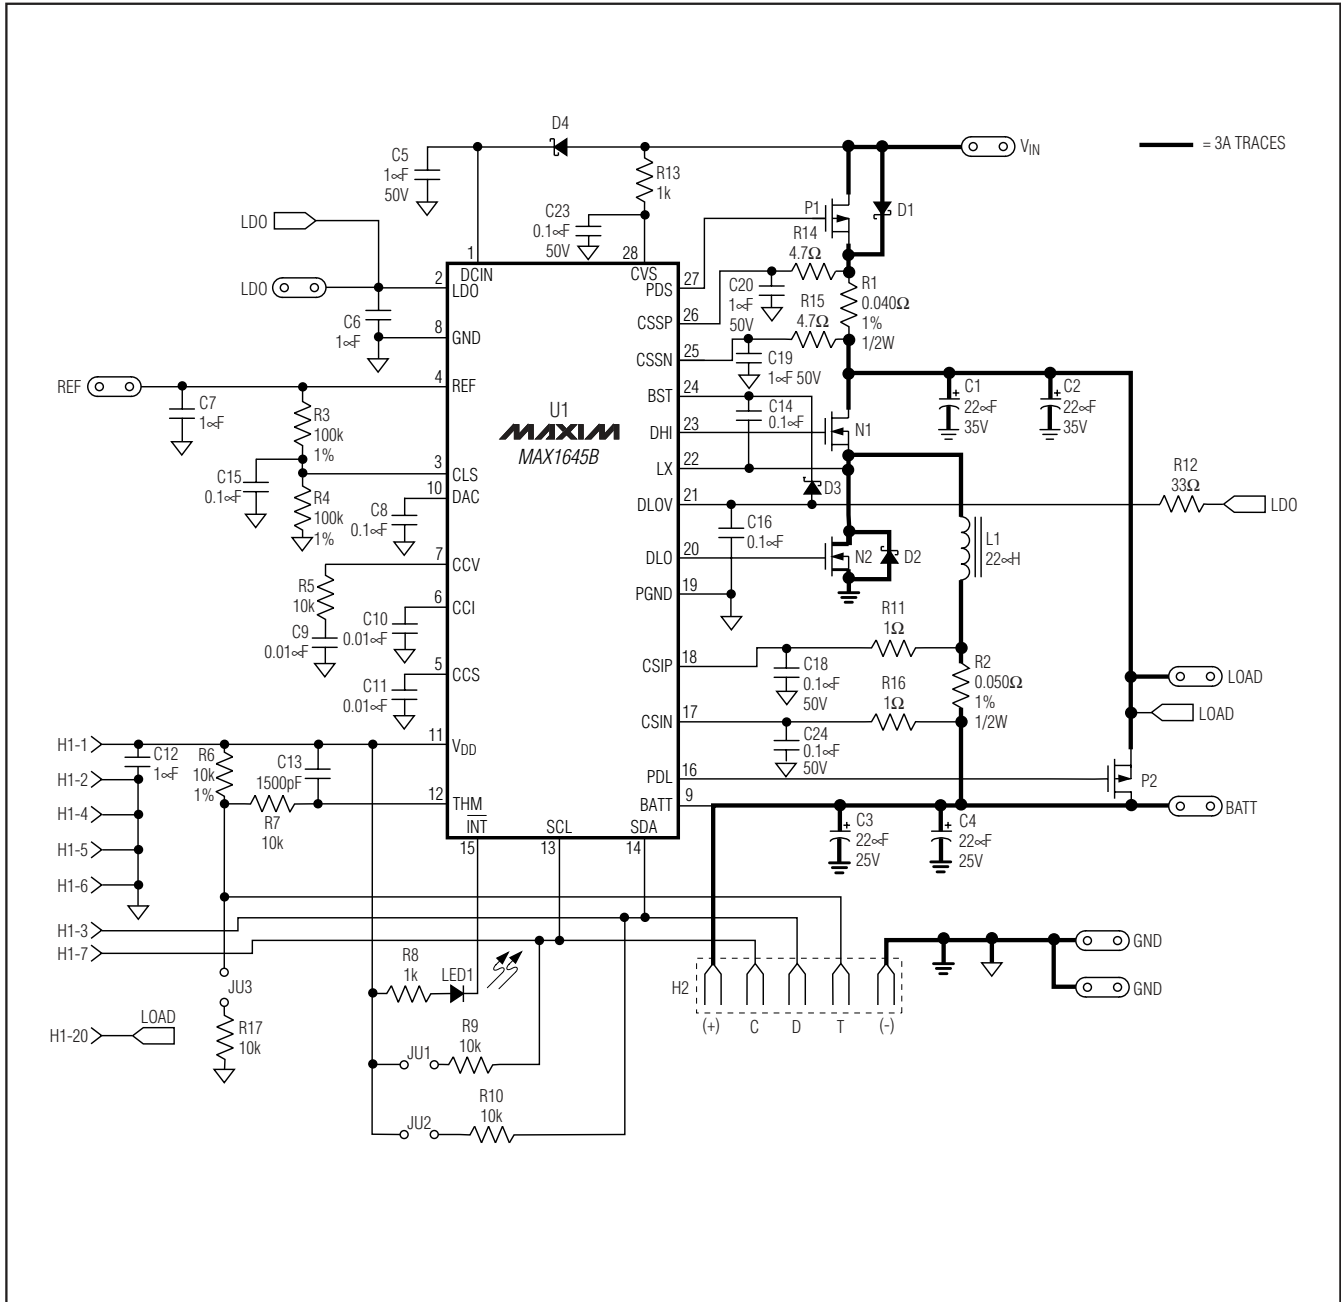 D4
C5
1∝F
50V
R13
1k
VIN
= 3A TRACES
LDO
C23
0.1∝F
50V
P1
D1
R14
4.7Ω
1
28
DCIN
CVS
LDO
2
LDO
PDS
27
C20
1∝F
50V
R1
0.040Ω
1%
1/2W
R15
4.7Ω
C6
1∝F
8
GND
CSSP
26
CSSN
25
C19
1∝F 50V
REF
4
REF
BST
24
C7
1∝F
R3
100k
1%
U1
MAXIM
MAX1645B
C14
0.1∝F
C1
22∝F
35V
C2
22∝F
35V
DHI
23
N1
3
CLS
LX
22
C15
0.1∝F
R4
100k
1%
10
DAC
D3
R12
33Ω
DLOV
21
LDO
C8
0.1∝F
C16
0.1∝F
L1
22∝H
7
CCV
DLO
20
N2
D2
R5
10k
6
CCI
PGND
19
C9
0.01∝F
C10
0.01∝F
R11
1Ω
5
CCS
CSIP
18
C18
0.1∝F
50V
R2
0.050Ω
1%
1/2W
LOAD
C11
0.01∝F
R16
1Ω
CSIN
17
LOAD
C24
0.1∝F
50V
H1-1
11
VDD
C12
1∝F
R6
10k
1%
C13
1500pF
H1-2
PDL
16
P2
R7
10k
12
THM
BATT
9
BATT
H1-4
INT
SCL
SDA
15
13
14
C3
22∝F
25V
C4
22∝F
25V
H1-5
H1-6
H1-3
H1-7
GND
R8
1k
LED1
JU3
H2
GND
(+)
C
D
T
(-)
H1-20
LOAD
R17
10k
JU1
R9
10k
JU2
R10
10k